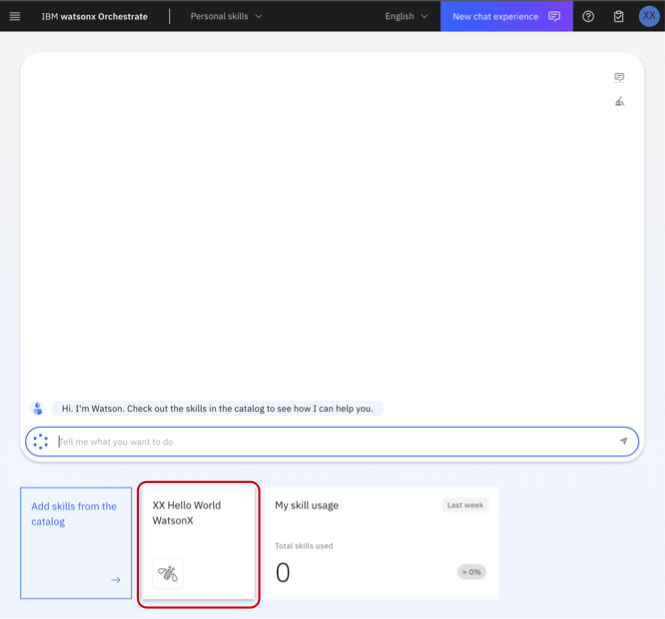 IBM watsonx Orchestrate
Personal skills
English
New chat experience
XX
Hi. I'm Watson. Check out the skills in the catalog to see how I can help you.
Tell me what you want to do
Add skills from the
catalog
XX Hello World
WatsonX
My skill usage
Last week
Total skills used
0
= 0%